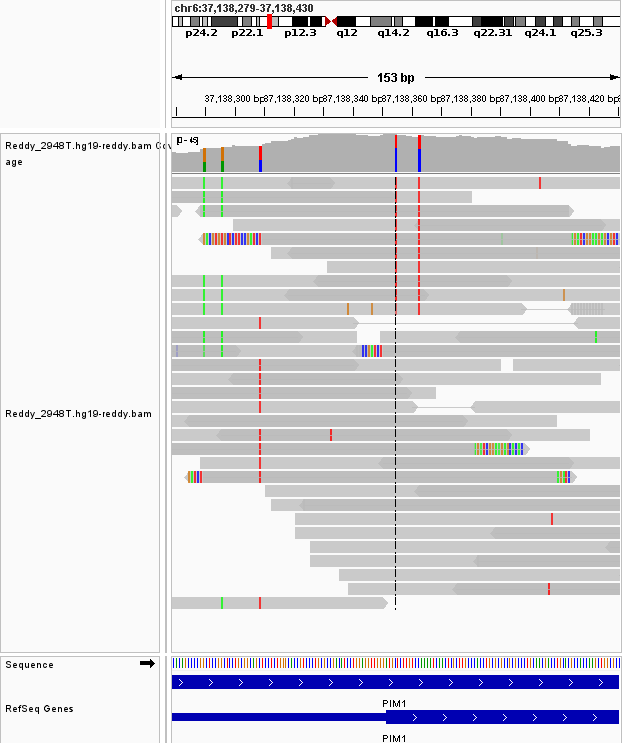 chr6:37,138,279-37,138,430
p24.2 p22.1 p12.3 q12 q14.2 q16.3 q22.31 q24.1 q25.3
153 bp
37,138,300 bp 37,138,320 bp 37,138,340 bp 37,138,360 bp 37,138,380 bp 37,138,400 bp 37,138,420 bp
Reddy_2948T.hg19-reddy.bam Cov
age
Reddy_2948T.hg19-reddy.bam
Sequence
PIM1
RefSeq Genes
PIM1